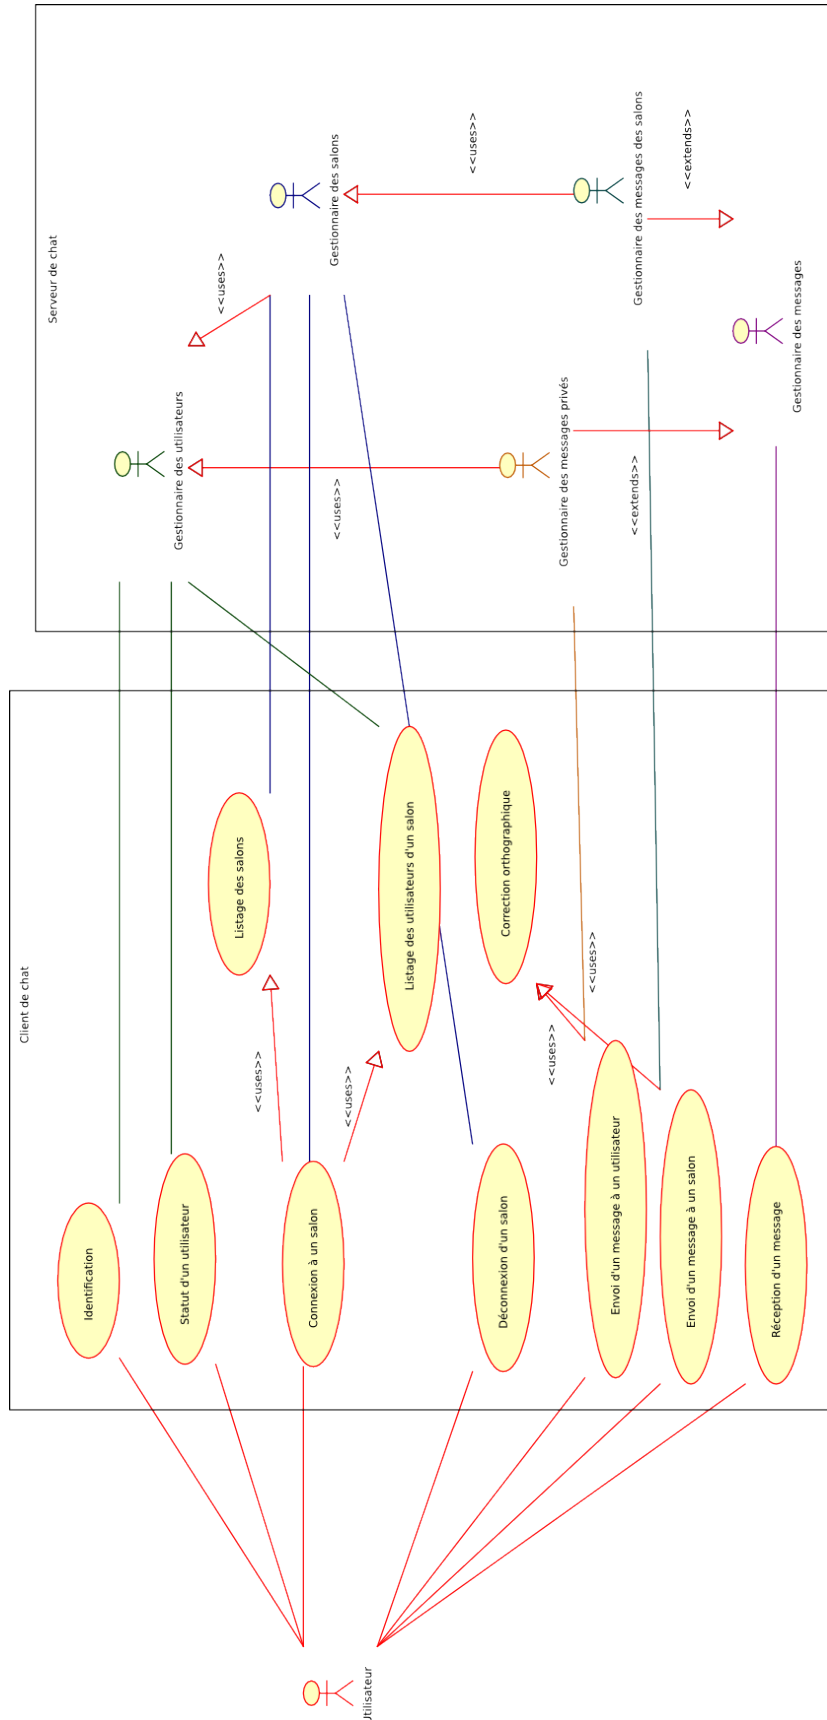 Serveur de chat
Gestionnaire des utilisateurs
<<uses>>
Gestionnaire des salons
<<uses>>
<<uses>>
Gestionnaire des messages privés
Gestionnaire des messages des salons
<<extends>>
<<extends>>
Gestionnaire des messages
Client de chat
Identification
Statut d'un utilisateur
Listage des salons
<<uses>>
Connexion à un salon
<<uses>>
Listage des utilisateurs d'un salon
Correction orthographique
Déconnexion d'un salon
<<uses>>
<<uses>>
Envoi d'un message à un utilisateur
Envoi d'un message à un salon
Réception d'un message
Utilisateur